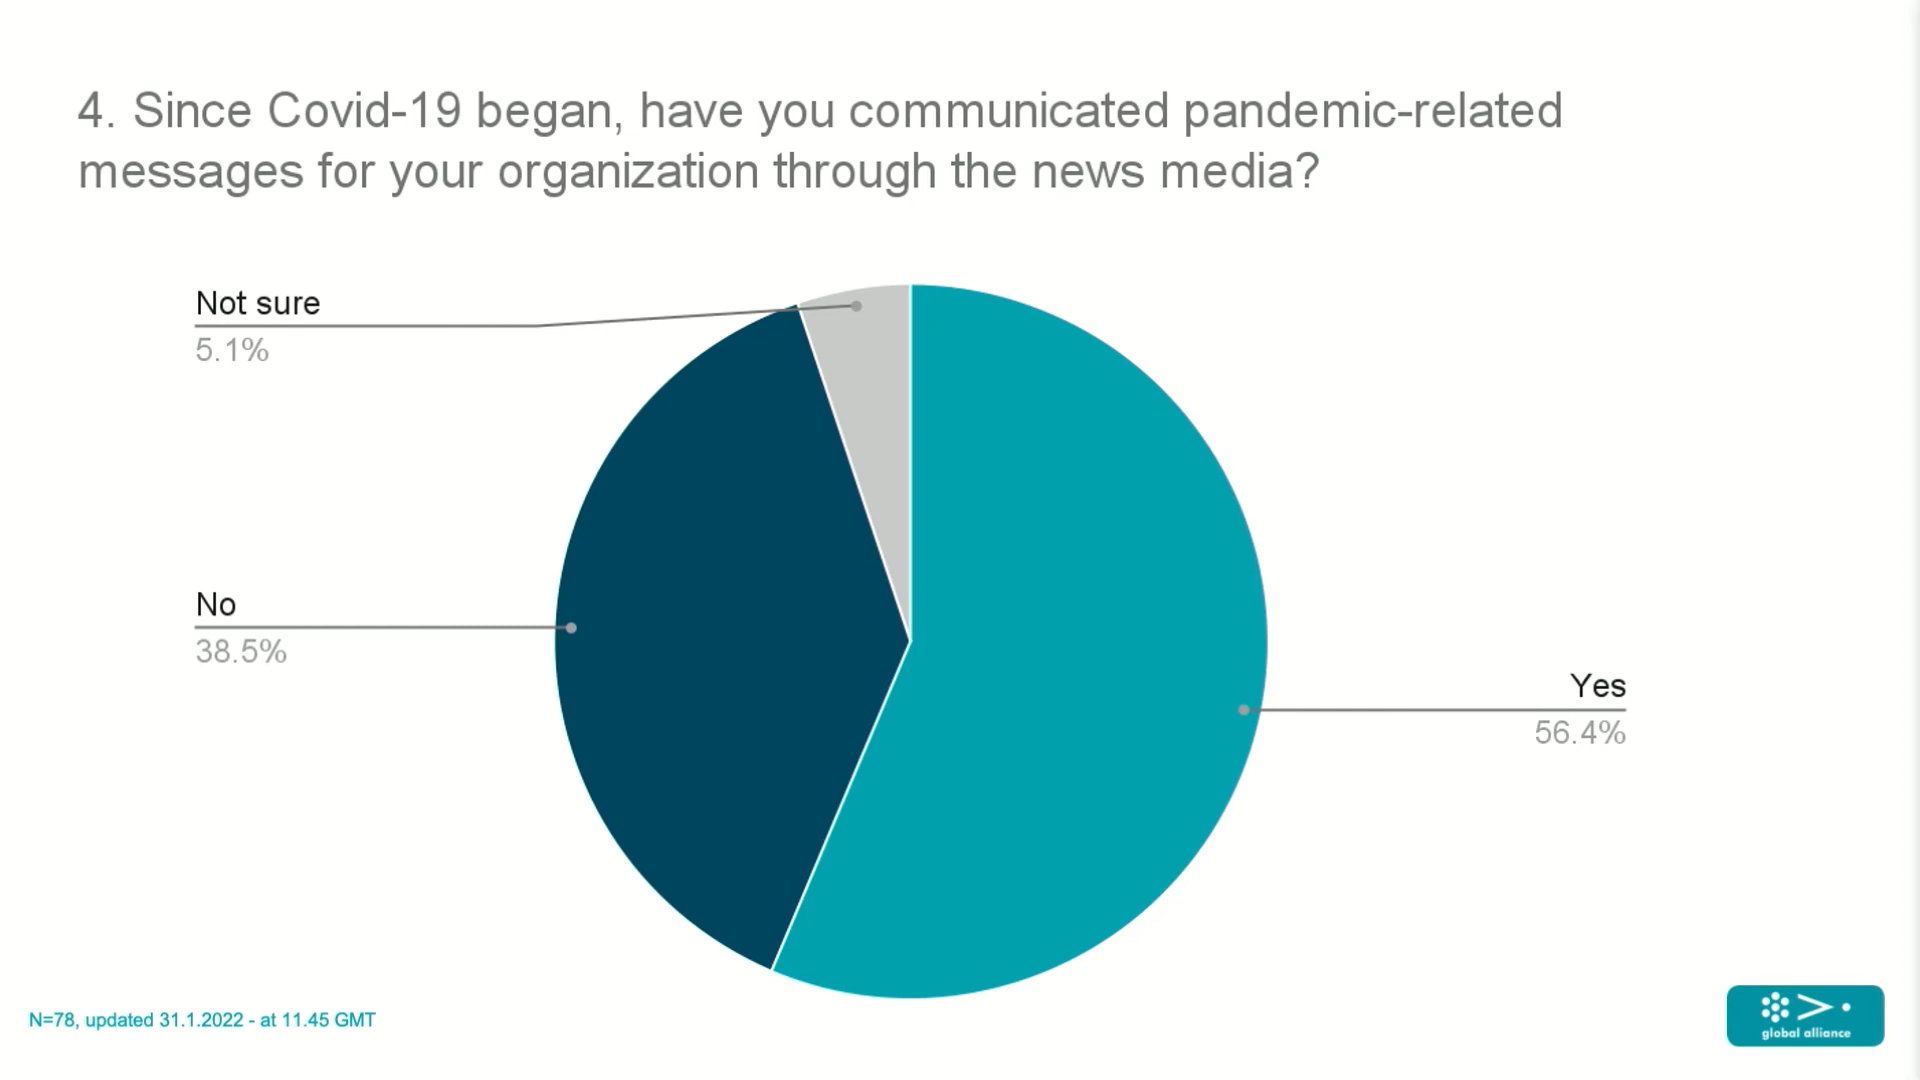 4. Since Covid-19 began, have you communicated pandemic-related
messages for your organization through the news media?
Not sure
5.1%
No
38.5%
Yes
56.4%
N=78, updated 31.1.2022 - at 11.45 GMT
global alliance